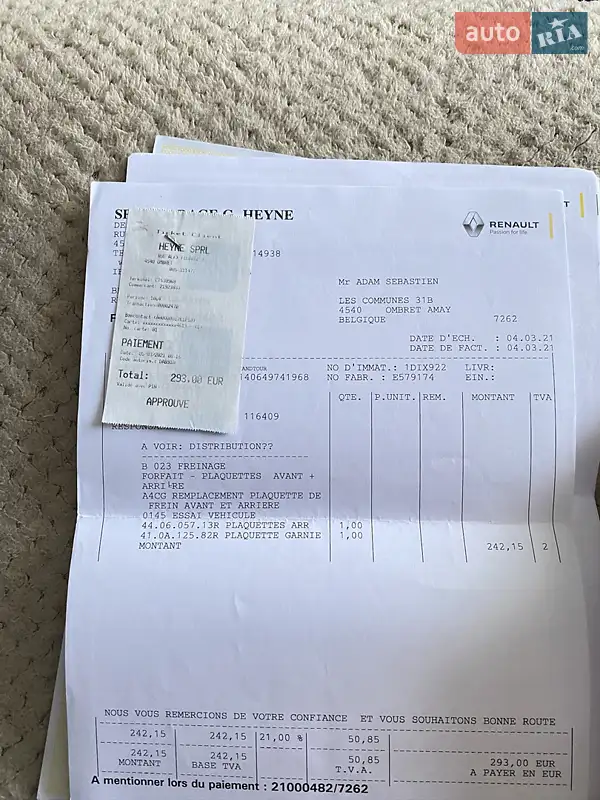 auto RIA .com
HEYNE
RENAULT
Passion for life
14938
Ticket Client
HEYNE SPRL
PAIEMENT
Total: 293.00 EUR
APPROUVE
Mr ADAM SEBASTIEN
LES COMMUNES 31B
4540 OMBRET AMAY
BELGIQUE 7262
DATE D'ECH. : 04.03.21
DATE DE FACT. : 04.03.21
ANDTOUR NO D'IMMAT.: 1DIX922 LIVR:
40649741968 NO FABR. : E579174 EIN.:
QTE. P.UNIT. REM. MONTANT TVA
116409
A VOIR: DISTRIBUTION??
B 023 FREINAGE
FORFAIT - PLAQUETTES AVANT +
ARRIERE
A4CG REMPLACEMENT PLAQUETTE DE
FREIN AVANT ET ARRIERE
0145 ESSAI VEHICULE
44.06.057.13R PLAQUETTES ARR 1,00
41.0A.125.82R PLAQUETTE GARNIE 1,00
MONTANT 242,15 2
NOUS VOUS REMERCIONS DE VOTRE CONFIANCE ET VOUS SOUHAITONS BONNE ROUTE
242,15 242,15 21,00 % 50,85
242,15 242,15 50,85 293,00 EUR
MONTANT BASE TVA T.V.A. A PAYER EN EUR
A mentionner lors du paiement : 21000482/7262